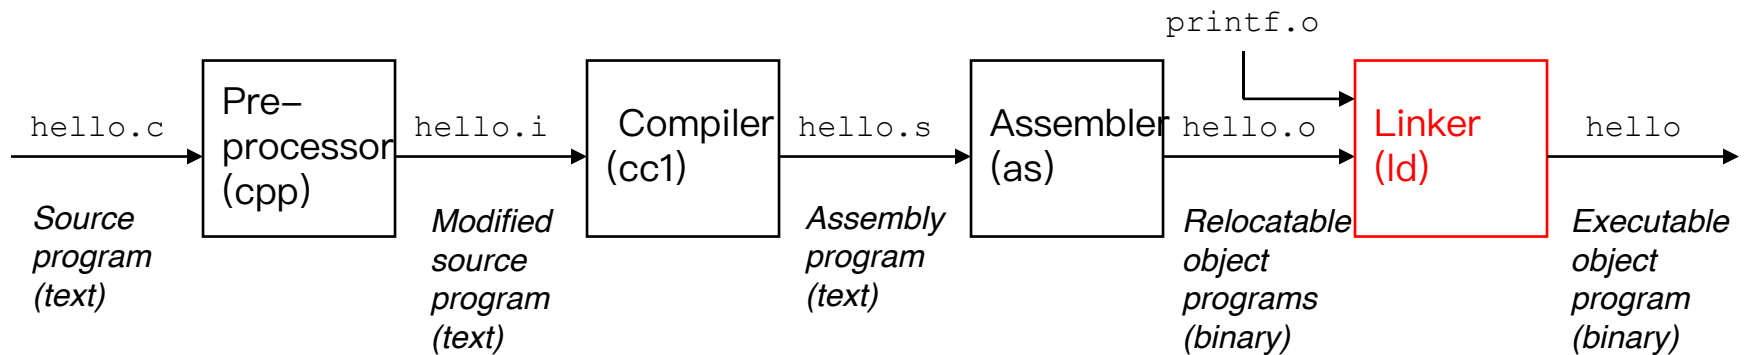 printf.o
hello.c
Pre–
processor
(cpp)
hello.i
Compiler
(cc1)
hello.s
Assembler
(as)
hello.o
Linker
(ld)
hello
Source
program
(text)
Modified
source
program
(text)
Assembly
program
(text)
Relocatable
object
programs
(binary)
Executable
object
program
(binary)